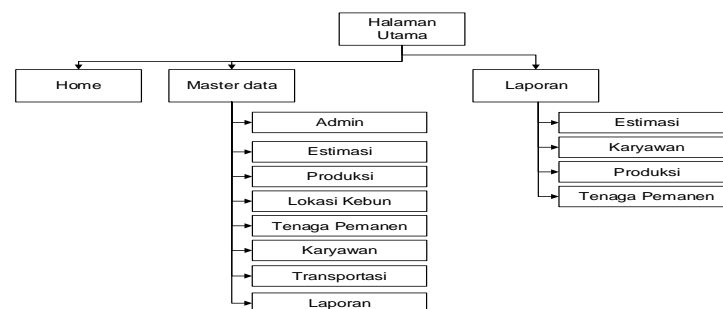 Halaman
Utama
Home
Master data
Laporan
Admin
Estimasi
Produksi
Lokasi Kebun
Tenaga Pemanen
Karyawan
Transportasi
Laporan
Estimasi
Karyawan
Produksi
Tenaga Pemanen